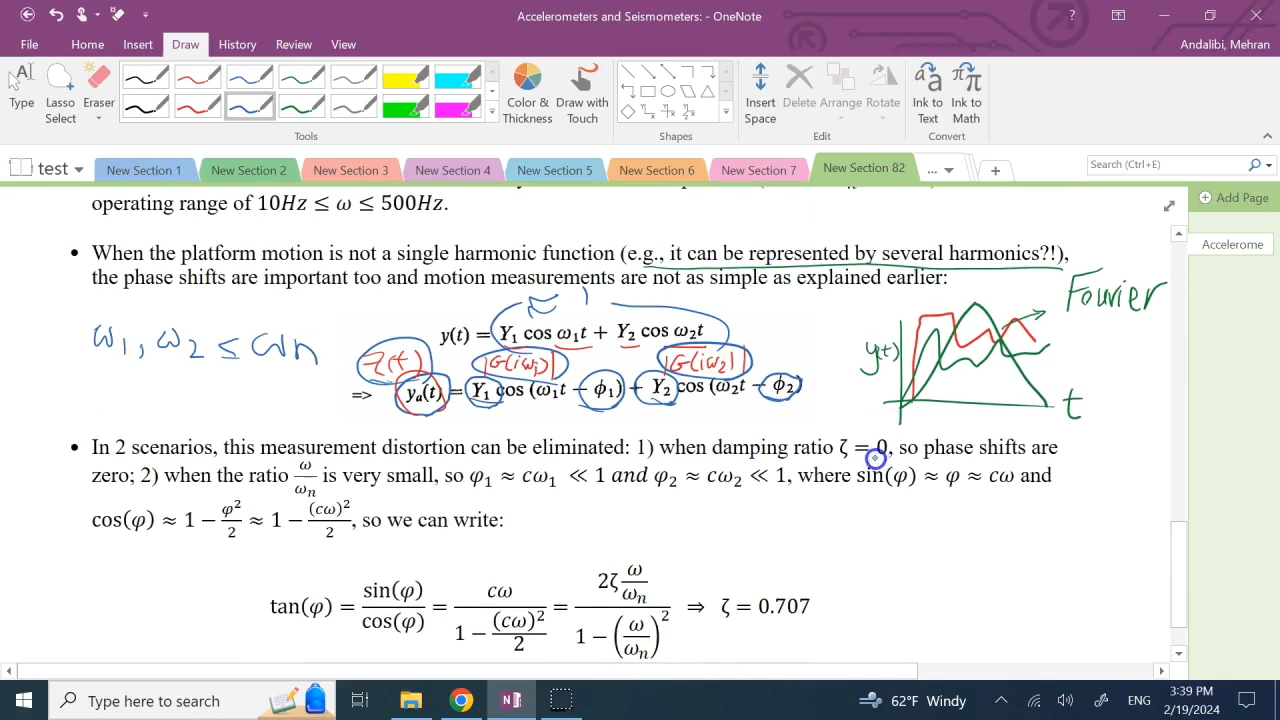 Accelerometers and Seismometers: - OneNote
Andalibi, Mehran
File Home Insert Draw History Review View
Type Lasso Select Eraser Color & Thickness Draw with Touch Insert Space Delete Arrange Rotate Ink to Text Ink to Math
Tools Shapes Edit Convert
test New Section 1 New Section 2 New Section 3 New Section 4 New Section 5 New Section 6 New Section 7 New Section 82 ... Search (Ctrl+E)
Add Page
Accelerome
operating range of 10Hz ≤ ω ≤ 500Hz.
• When the platform motion is not a single harmonic function (e.g., it can be represented by several harmonics?!),
the phase shifts are important too and motion measurements are not as simple as explained earlier:
Fourier
y(t) = Y₁ cos ω₁t + Y₂ cos ω₂t
ω₁, ω₂ ≤ ωn
z(t) |G(iω₁)| |G(iω₂)|
y(t)
=> yₐ(t) = Y₁ cos (ω₁t − ϕ₁) + Y₂ cos (ω₂t − ϕ₂)
t
• In 2 scenarios, this measurement distortion can be eliminated: 1) when damping ratio ζ = 0, so phase shifts are
zero; 2) when the ratio ω/ωₙ is very small, so φ₁ ≈ cω₁ ≪ 1 and φ₂ ≈ cω₂ ≪ 1, where sin(φ) ≈ φ ≈ cω and
cos(φ) ≈ 1 − φ²/2 ≈ 1 − (cω)²/2, so we can write:
tan(φ) = sin(φ)/cos(φ) = cω/(1 − (cω)²/2) = 2ζ ω/ωₙ/(1 − (ω/ωₙ)²) ⇒ ζ = 0.707
Type here to search
62°F Windy
ENG
3:39 PM
2/19/2024